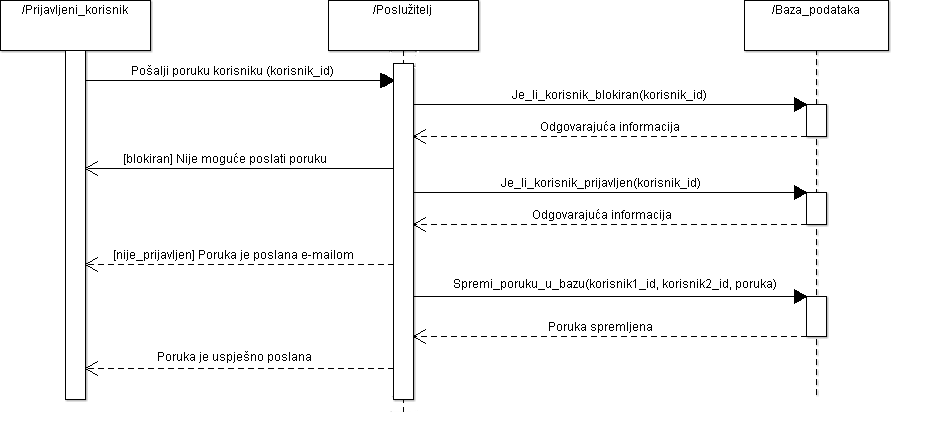 /Prijavljeni_korisnik
/Poslužitelj
/Baza_podataka
Pošalji poruku korisniku (korisnik_id)
Je_li_korisnik_blokiran(korisnik_id)
Odgovarajuća informacija
[blokiran] Nije moguće poslati poruku
Je_li_korisnik_prijavljen(korisnik_id)
Odgovarajuća informacija
[nije_prijavljen] Poruka je poslana e-mailom
Spremi_poruku_u_bazu(korisnik1_id, korisnik2_id, poruka)
Poruka spremljena
Poruka je uspješno poslana